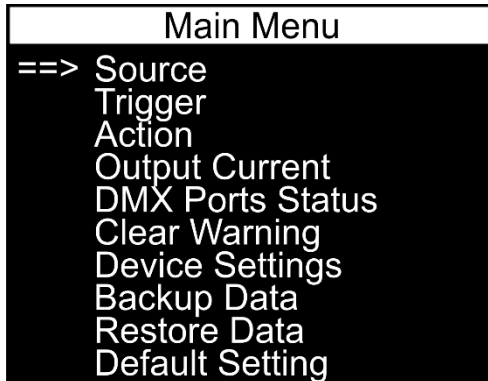 Main Menu
==> Source
Trigger
Action
Output Current
DMX Ports Status
Clear Warning
Device Settings
Backup Data
Restore Data
Default Setting